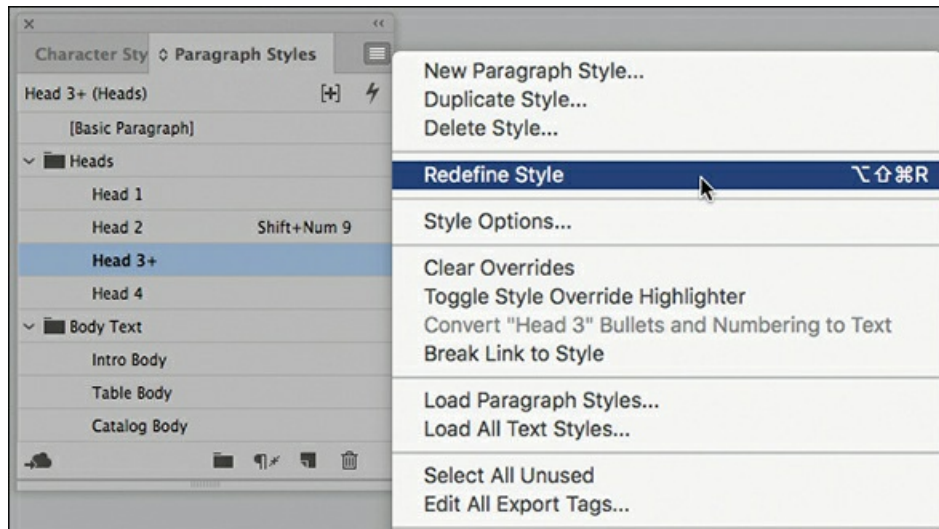 Character Sty
Paragraph Styles
Head 3+ (Heads)
[+]
[Basic Paragraph]
Heads
Head 1
Head 2 Shift+Num 9
Head 3+
Head 4
Body Text
Intro Body
Table Body
Catalog Body
New Paragraph Style...
Duplicate Style...
Delete Style...
Redefine Style ⌥⇧⌘R
Style Options...
Clear Overrides
Toggle Style Override Highlighter
Convert "Head 3" Bullets and Numbering to Text
Break Link to Style
Load Paragraph Styles...
Load All Text Styles...
Select All Unused
Edit All Export Tags...